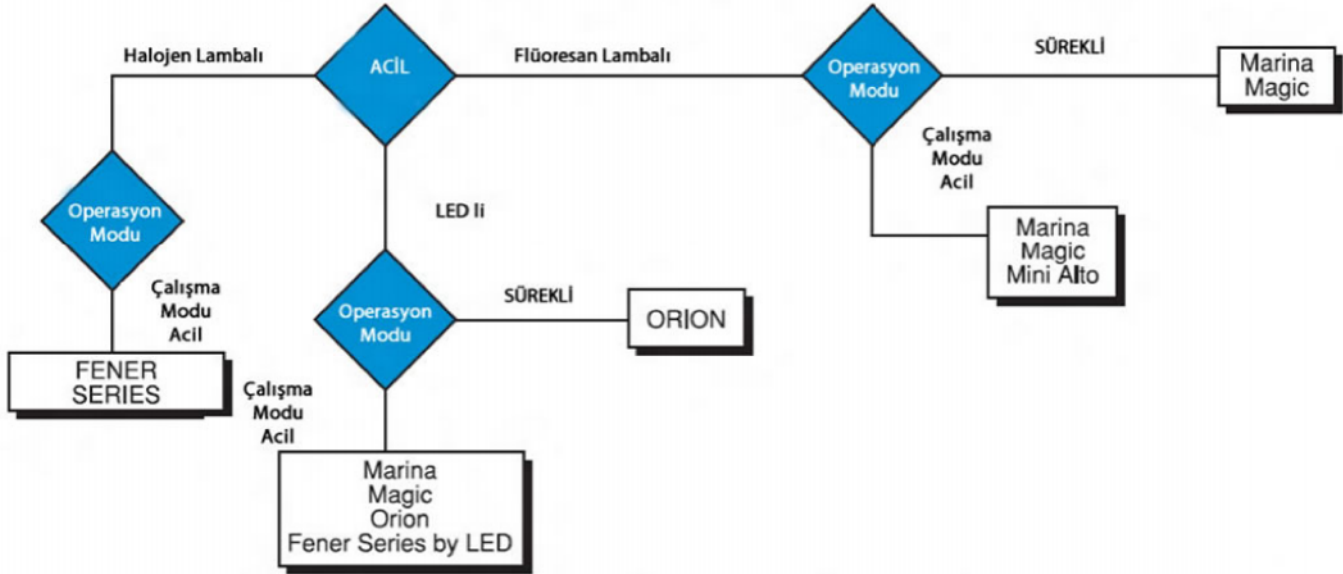 Halojen Lambalı
ACİL
Flüoresan Lambalı
Operasyon
Modu
SÜREKLİ
Marina
Magic
Çalışma
Modu
Acil
Marina
Magic
Mini Alto
Operasyon
Modu
Çalışma
Modu
Acil
FENER
SERIES
LED li
Operasyon
Modu
SÜREKLİ
ORION
Çalışma
Modu
Acil
Marina
Magic
Orion
Fener Series by LED